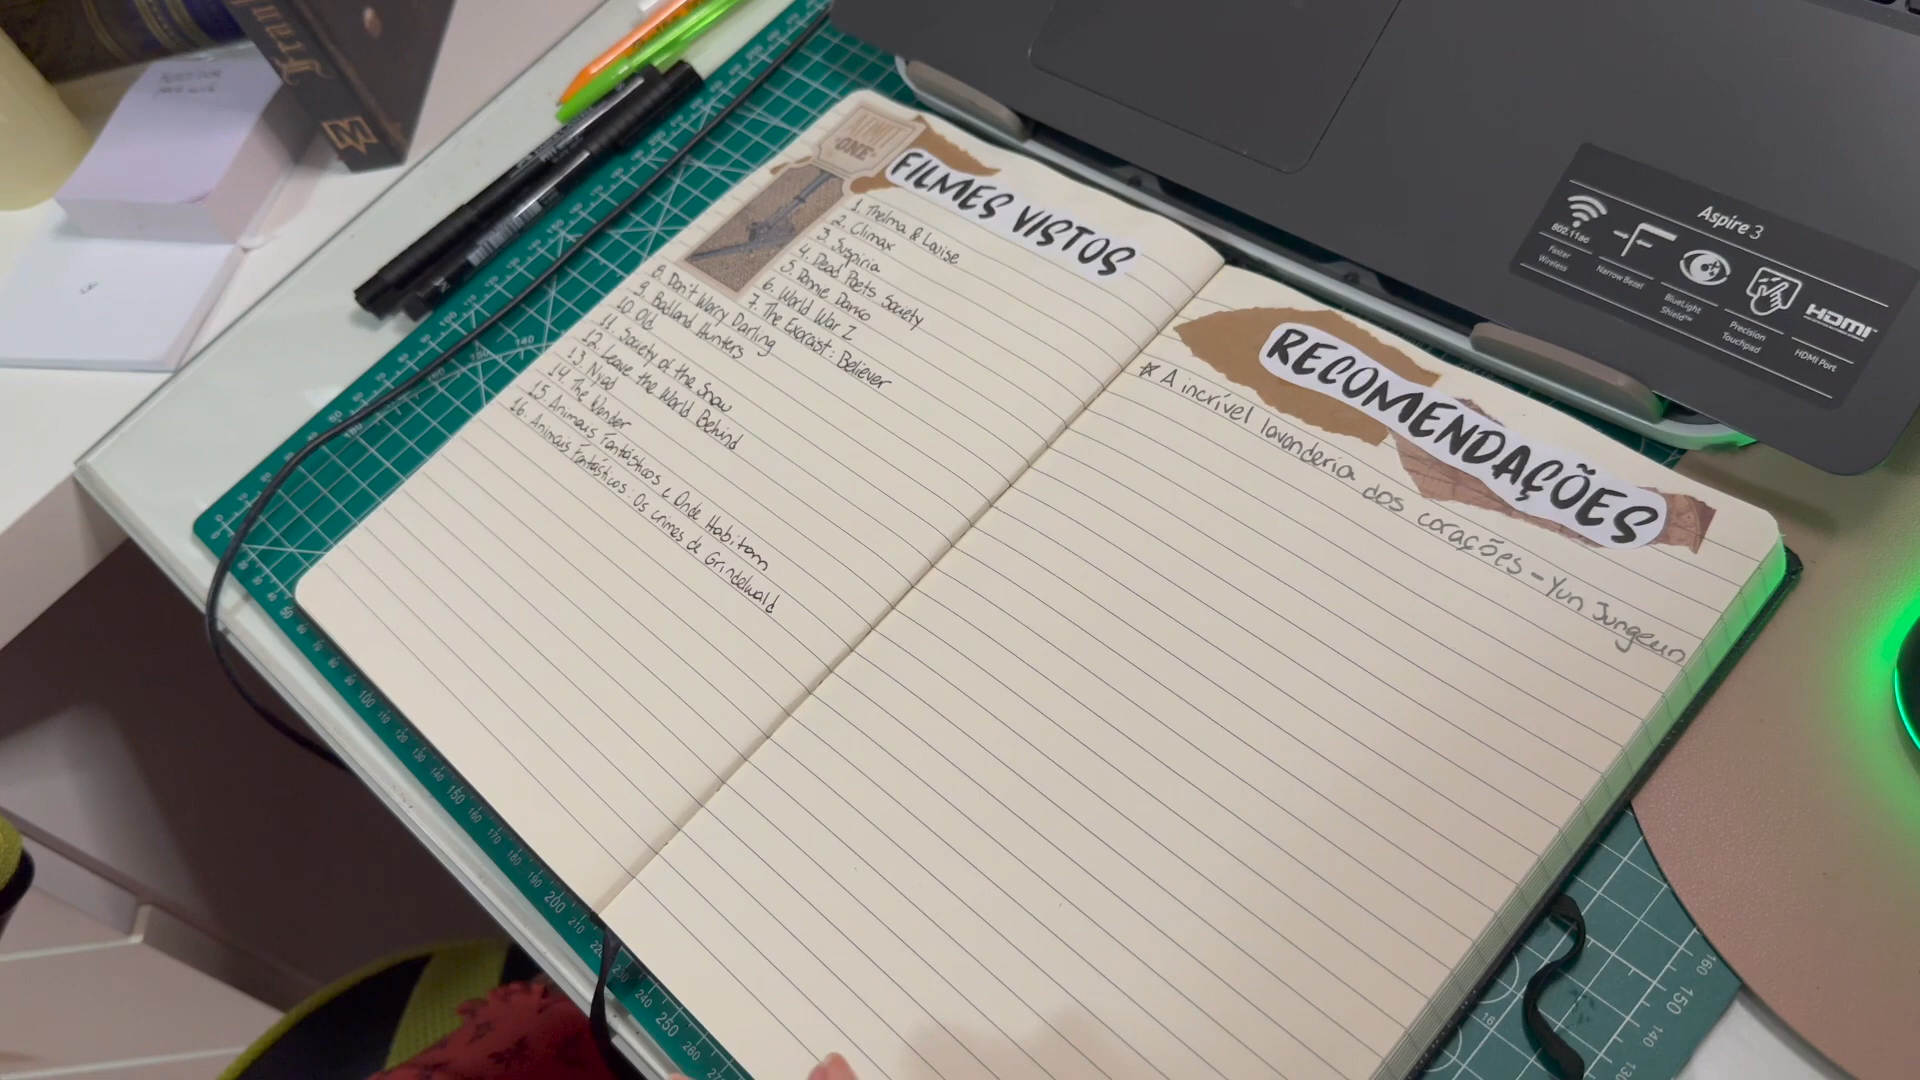 FILMES VISTOS
1. Thelma & Louise
2. Climax
3. Suspiria
4. Dead Poets Society
5. Donnie Darko
6. World War Z
7. The Exorcist: Believer
8. Don't Worry Darling
9. Badland Hunters
10 Old
11. Society of the Snow
12. Leave the World Behind
13. Nyad
14. The Wonder
15. Animais Fantásticos e Onde Habitam
16. Animais Fantásticos: Os crimes de Grindelwald
ONE
RECOMENDAÇÕES
A incrível lavanderia dos corações - Yun Jungeun
Aspire 3
802.11ac
Faster Wireless
Narrow Bezel
BlueLight Shield™
Precision Touchpad
HDMI
HDMI Port
Fran
M